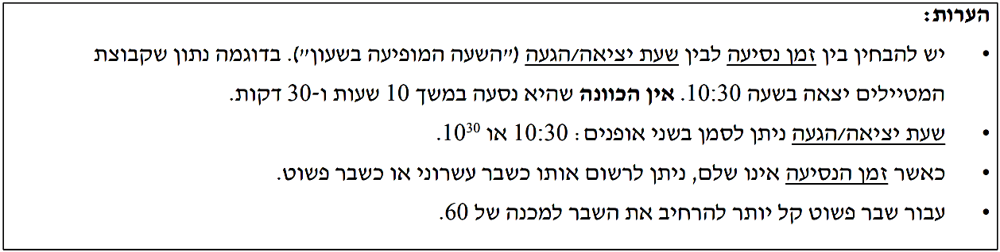 הערות:
• יש להבחין בין זמן נסיעה לבין שעת יציאה/הגעה ("השעה המופיעה בשעון"). בדוגמה נתון שקבוצת
המטיילים יצאה בשעה 10:30. אין הכוונה שהיא נסעה במשך 10 שעות ו-30 דקות.
• שעת יציאה/הגעה ניתן לסמן בשני אופנים: 10:30 או 10³⁰.
• כאשר זמן הנסיעה אינו שלם, ניתן לרשום אותו כשבר עשרוני או כשבר פשוט.
• עבור שבר פשוט קל יותר להרחיב את השבר למכנה של 60.